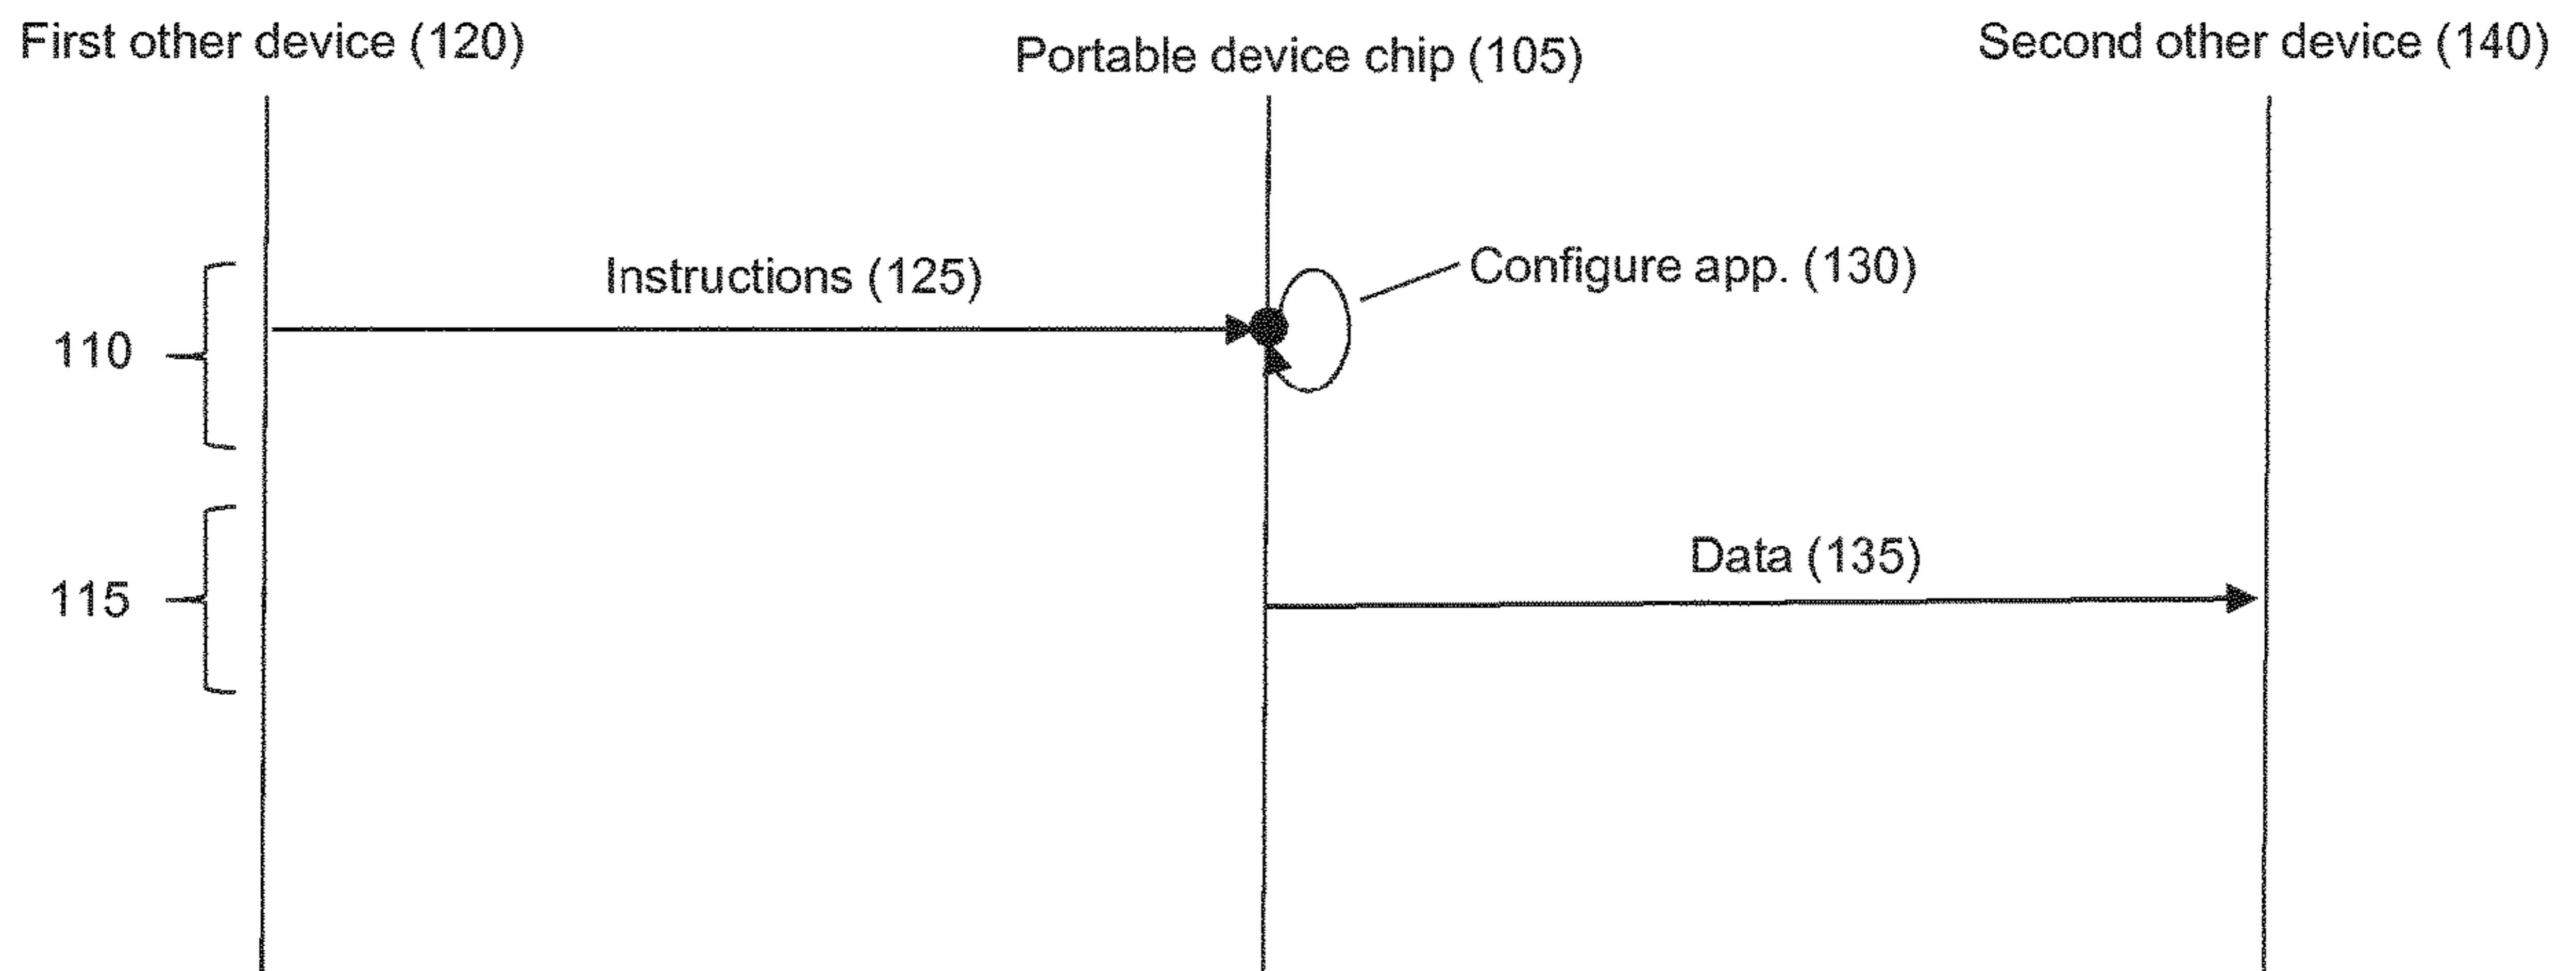 First other device (120)
Portable device chip (105)
Second other device (140)
Instructions (125)
Configure app. (130)
110
Data (135)
115